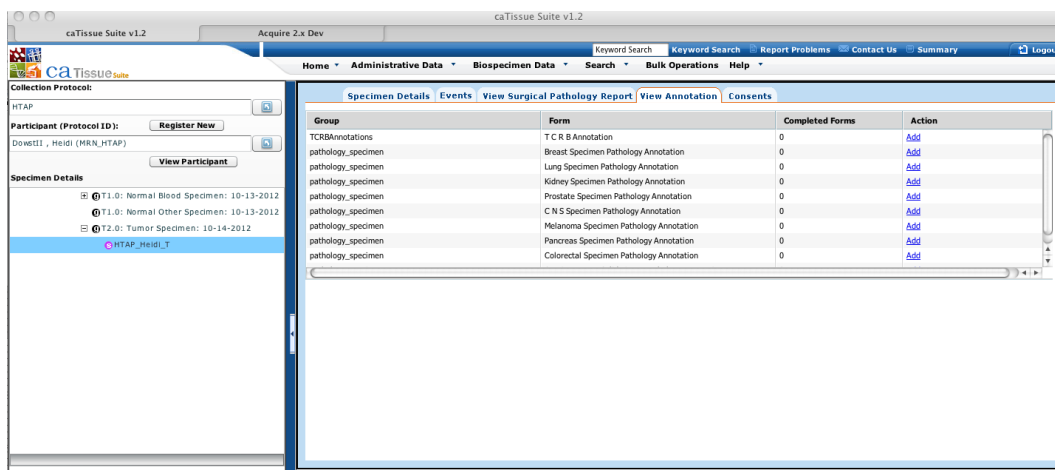 caTissue Suite v1.2
caTissue Suite v1.2 Acquire 2.x Dev
Keyword Search Keyword Search Report Problems Contact Us Summary Logou
caTissue Suite
Home Administrative Data Biospecimen Data Search Bulk Operations Help
Collection Protocol:
HTAP
Participant (Protocol ID): Register New
DowstII , Heidi (MRN_HTAP)
View Participant
Specimen Details
T1.0: Normal Blood Specimen: 10-13-2012
T1.0: Normal Other Specimen: 10-13-2012
T2.0: Tumor Specimen: 10-14-2012
HTAP_Heidi_T
Specimen Details Events View Surgical Pathology Report View Annotation Consents
Group Form Completed Forms Action
TCRBAnnotations T C R B Annotation 0 Add
pathology_specimen Breast Specimen Pathology Annotation 0 Add
pathology_specimen Lung Specimen Pathology Annotation 0 Add
pathology_specimen Kidney Specimen Pathology Annotation 0 Add
pathology_specimen Prostate Specimen Pathology Annotation 0 Add
pathology_specimen C N S Specimen Pathology Annotation 0 Add
pathology_specimen Melanoma Specimen Pathology Annotation 0 Add
pathology_specimen Pancreas Specimen Pathology Annotation 0 Add
pathology_specimen Colorectal Specimen Pathology Annotation 0 Add